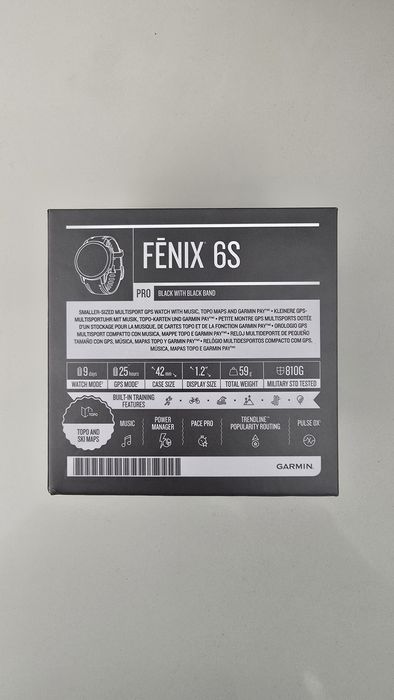 FĒNIX® 6S
PRO BLACK WITH BLACK BAND
SMALLER-SIZED MULTISPORT GPS WATCH WITH MUSIC, TOPO MAPS AND GARMIN PAY™ • KLEINERE GPS-
MULTISPORTUHR MIT MUSIK, TOPO-KARTEN UND GARMIN PAY™ • PETITE MONTRE GPS MULTISPORTS DOTÉE
D'UN STOCKAGE POUR LA MUSIQUE, DE CARTES TOPO ET DE LA FONCTION GARMIN PAY™ • OROLOGIO GPS
MULTISPORT COMPATTO CON MUSICA, MAPPE TOPO E GARMIN PAY™ • RELOJ MULTIDEPORTE DE PEQUEÑO
TAMAÑO CON GPS, MÚSICA, MAPAS TOPO Y GARMIN PAY™ • RELÓGIO MULTIDESPORTOS COMPACTO COM GPS,
MÚSICA, MAPAS TOPO E GARMIN PAY™
9 days 25 hours 42 mm 1.2" 59 g 810G
WATCH MODE¹ GPS MODE¹ CASE SIZE DISPLAY SIZE TOTAL WEIGHT MILITARY STD TESTED
BUILT-IN TRAINING
FEATURES
TOPO
TOPO AND
SKI MAPS
MUSIC
POWER
MANAGER
PACE PRO
TRENDLINE™
POPULARITY ROUTING
PULSE OX²
GARMIN.